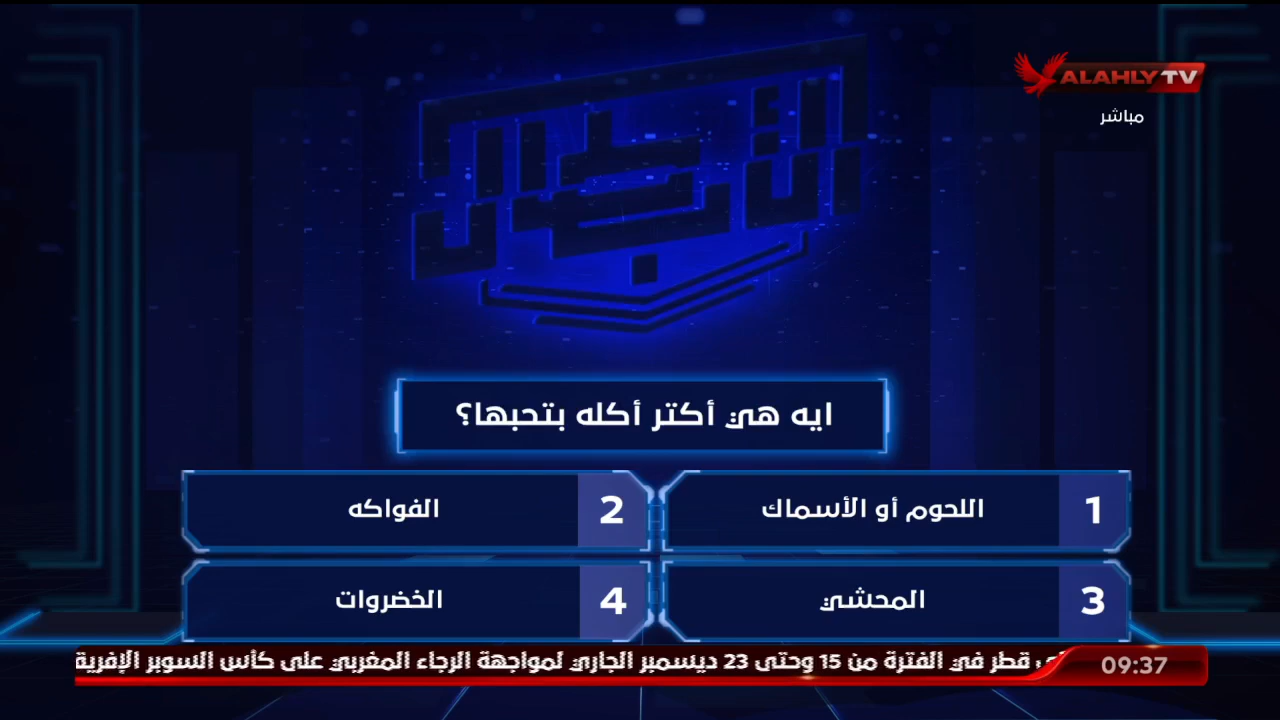 ALAHLY TV
مباشر
ايه هي أكتر أكله بتحبها؟
1 اللحوم أو الأسماك
2 الفواكه
3 المحشي
4 الخضروات
قطر في الفترة من 15 وحتى 23 ديسمبر الجاري لمواجهة الرجاء المغربي على كأس السوبر
09:37